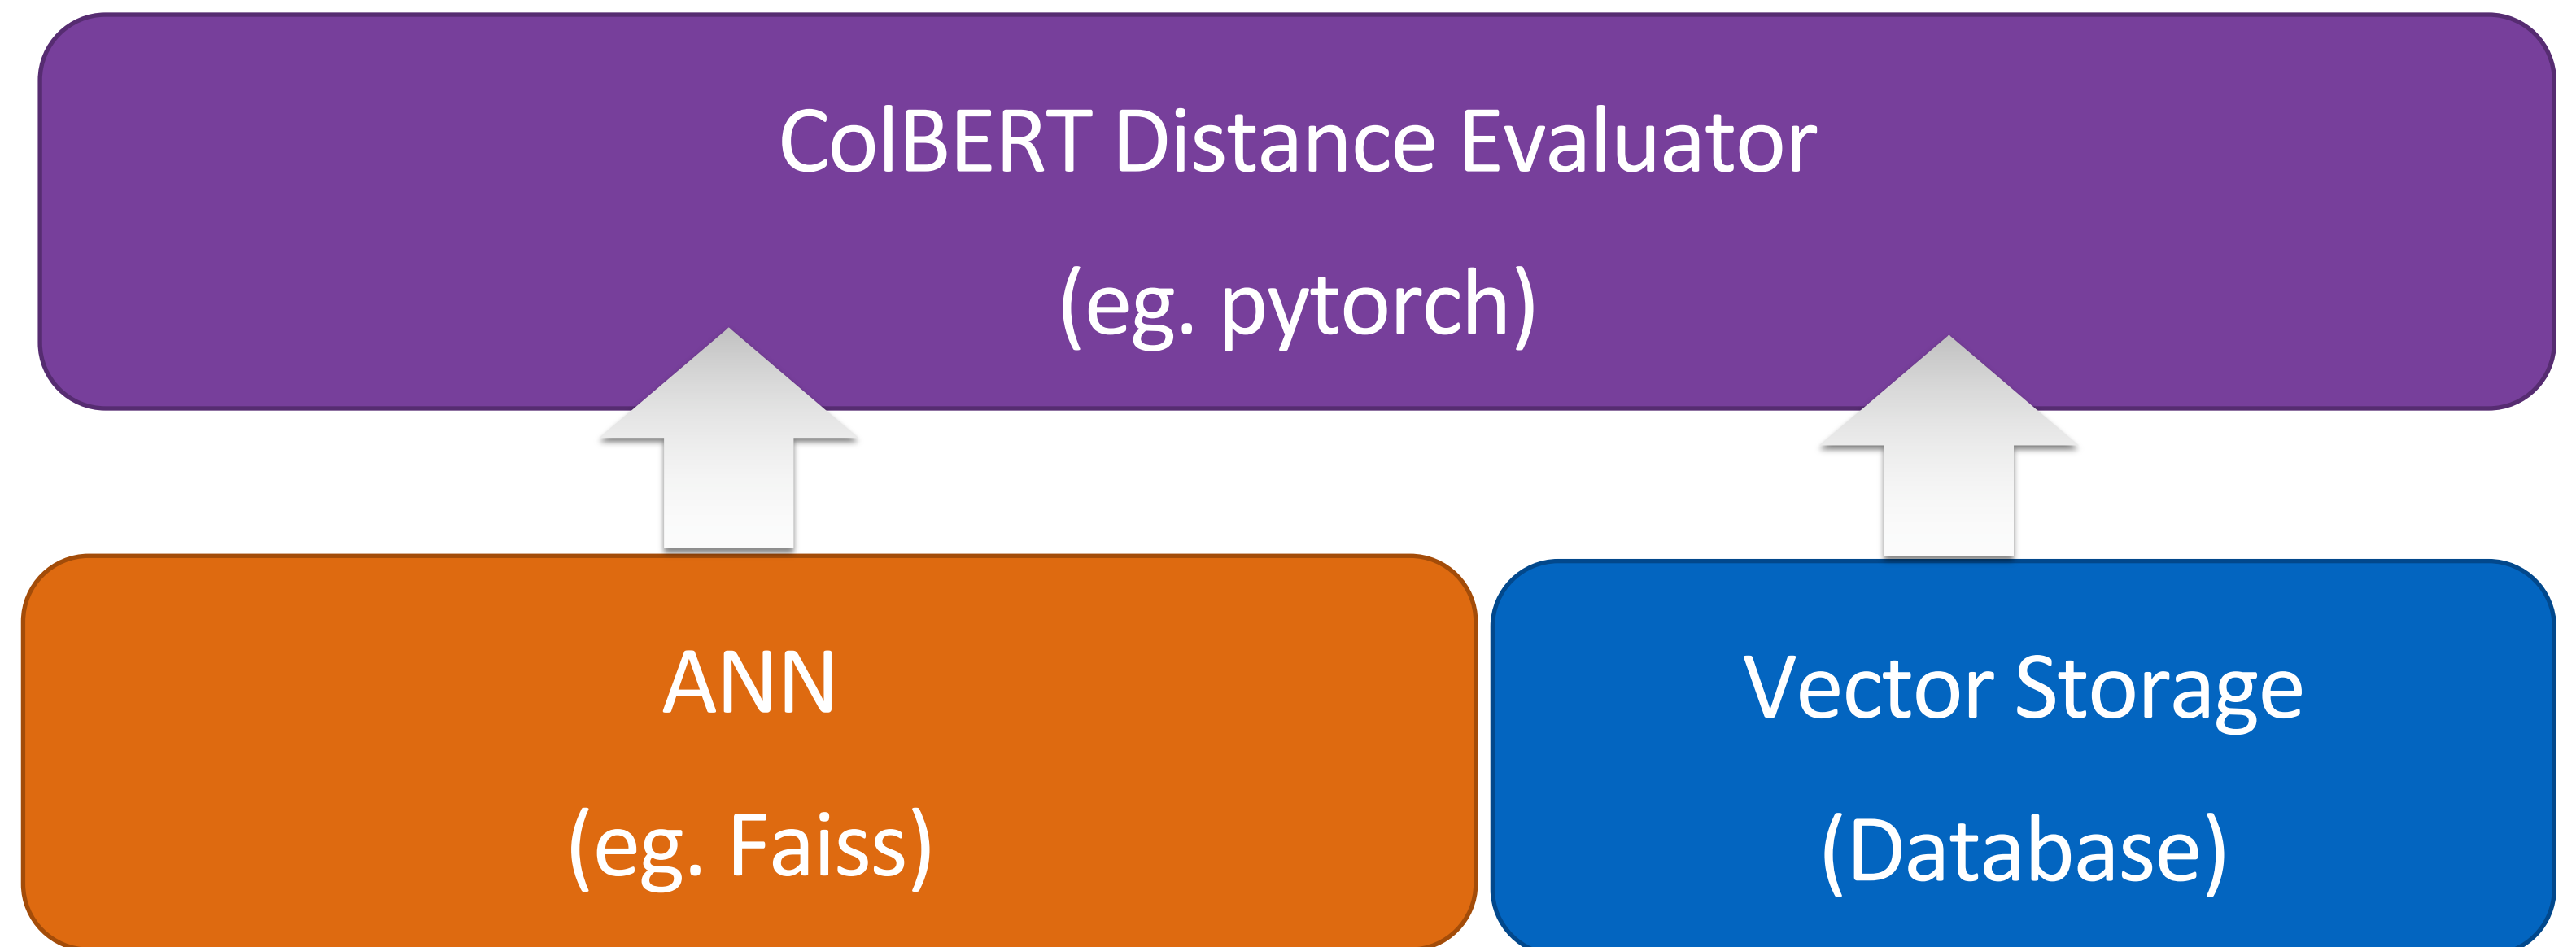 ColBERT Distance Evaluator
(eg. pytorch)
ANN
(eg. Faiss)
Vector Storage
(Database)